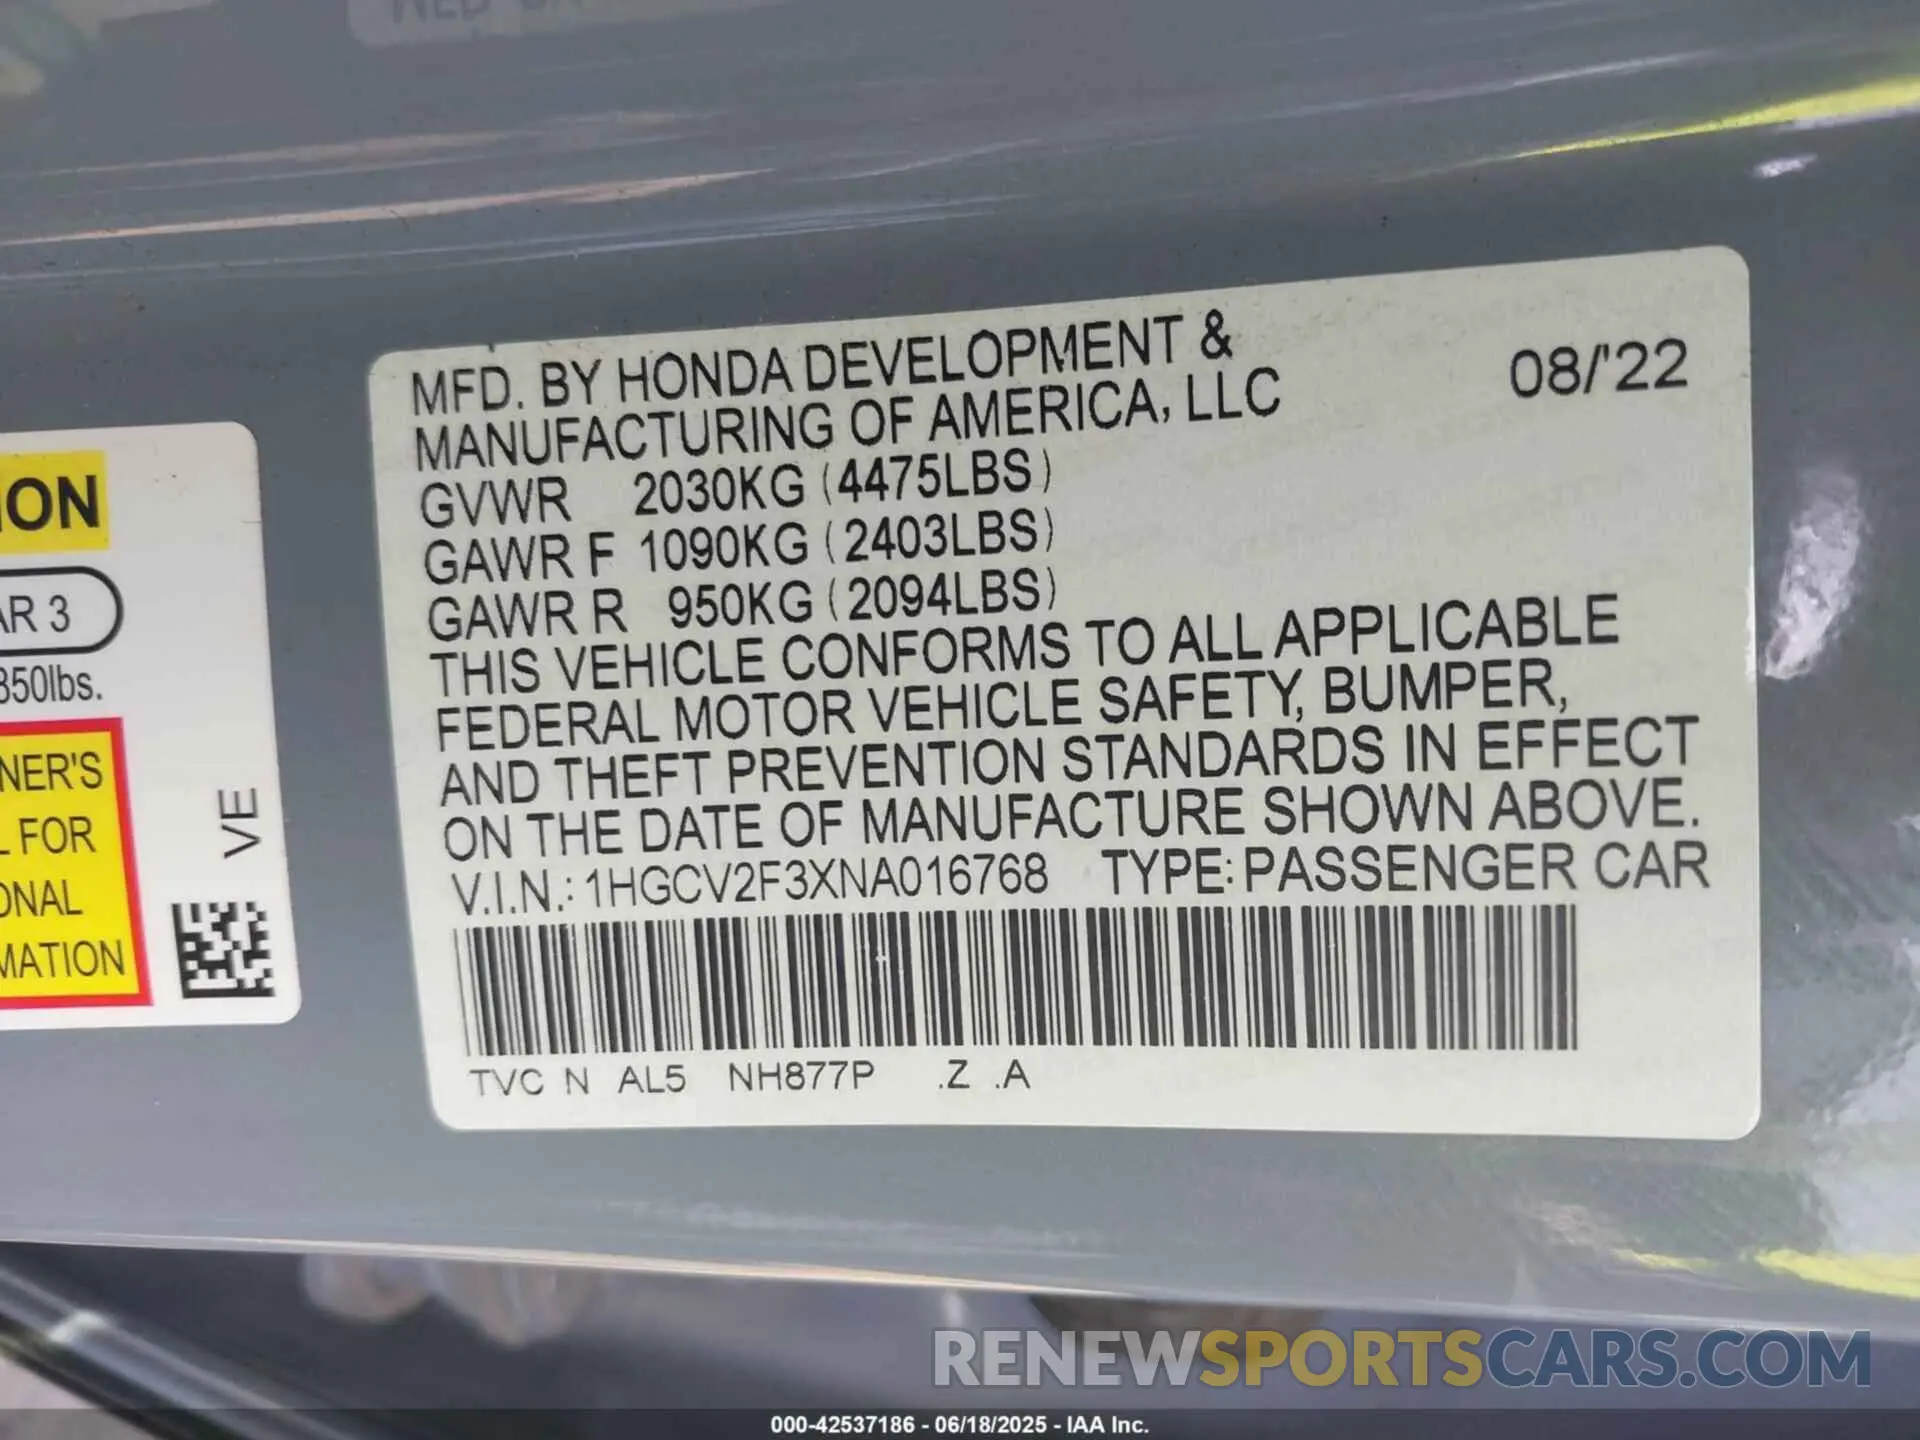 MFD. BY HONDA DEVELOPMENT &
MANUFACTURING OF AMERICA, LLC
08/'22
GVWR 2030KG (4475LBS)
GAWR F 1090KG (2403LBS)
GAWR R 950KG (2094LBS)
THIS VEHICLE CONFORMS TO ALL APPLICABLE
FEDERAL MOTOR VEHICLE SAFETY, BUMPER,
AND THEFT PREVENTION STANDARDS IN EFFECT
ON THE DATE OF MANUFACTURE SHOWN ABOVE.
V.I.N.: 1HGCV2F3XNA016768 TYPE: PASSENGER CAR
TVC N AL5 NH877P .Z .A
ION
AR 3
850lbs.
NER'S
L FOR
ONAL
MATION
VE
RENEWSPORTSCARS.COM
000-42537186 - 06/18/2025 - IAA Inc.